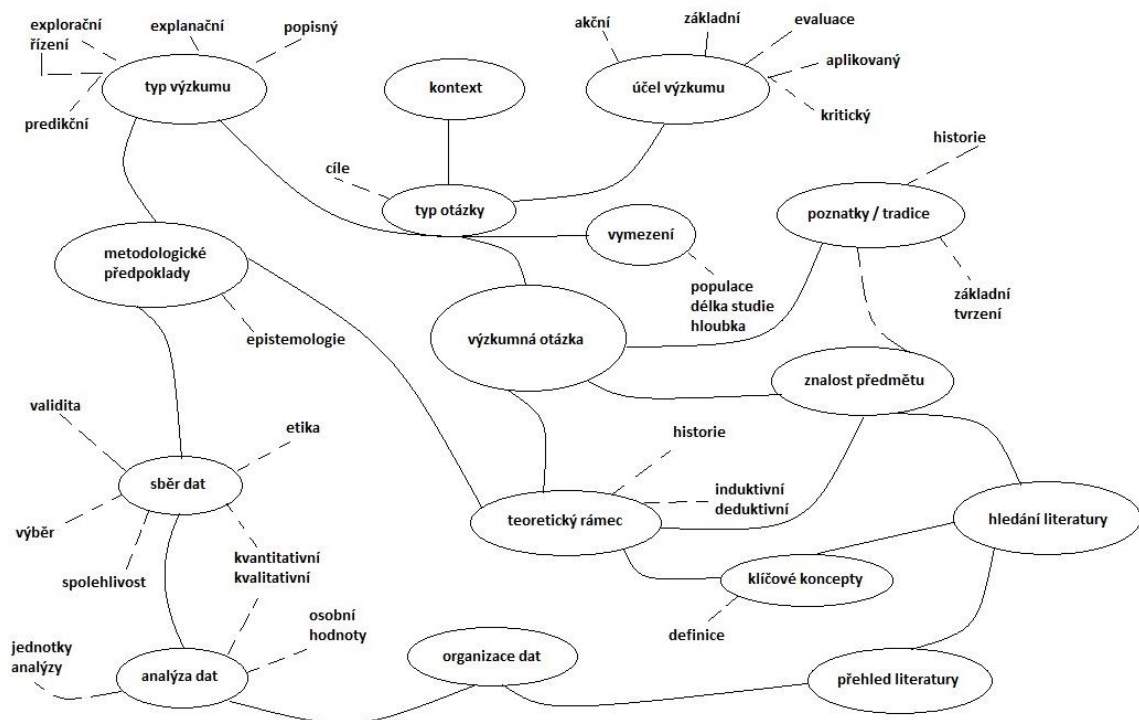 explorační
řízení
explanační
popisný
typ výzkumu
predikční
kontext
akční
základní
evaluace
aplikovaný
účel výzkumu
kritický
cíle
typ otázky
historie
poznatky / tradice
vymezení
metodologické
předpoklady
populace
délka studie
hloubka
základní
tvrzení
epistemologie
výzkumná otázka
znalost předmětu
validita
etika
historie
sběr dat
induktivní
deduktivní
výběr
teoretický rámec
hledání literatury
spolehlivost
kvantitativní
kvalitativní
klíčové koncepty
definice
osobní
hodnoty
jednotky
analýzy
analýza dat
organizace dat
přehled literatury